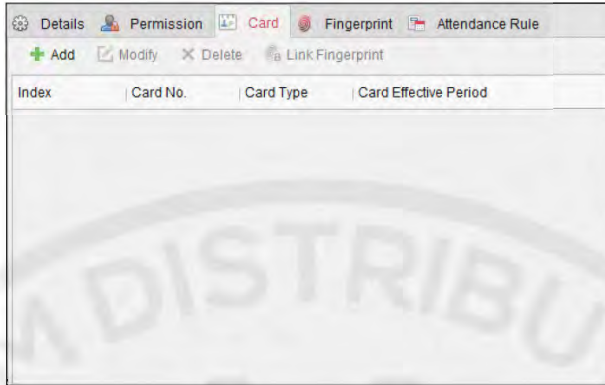 Details Permission Card Fingerprint Attendance Rule
Add Modify Delete Link Fingerprint
Index Card No. Card Type Card Effective Period
M DISTRIBU